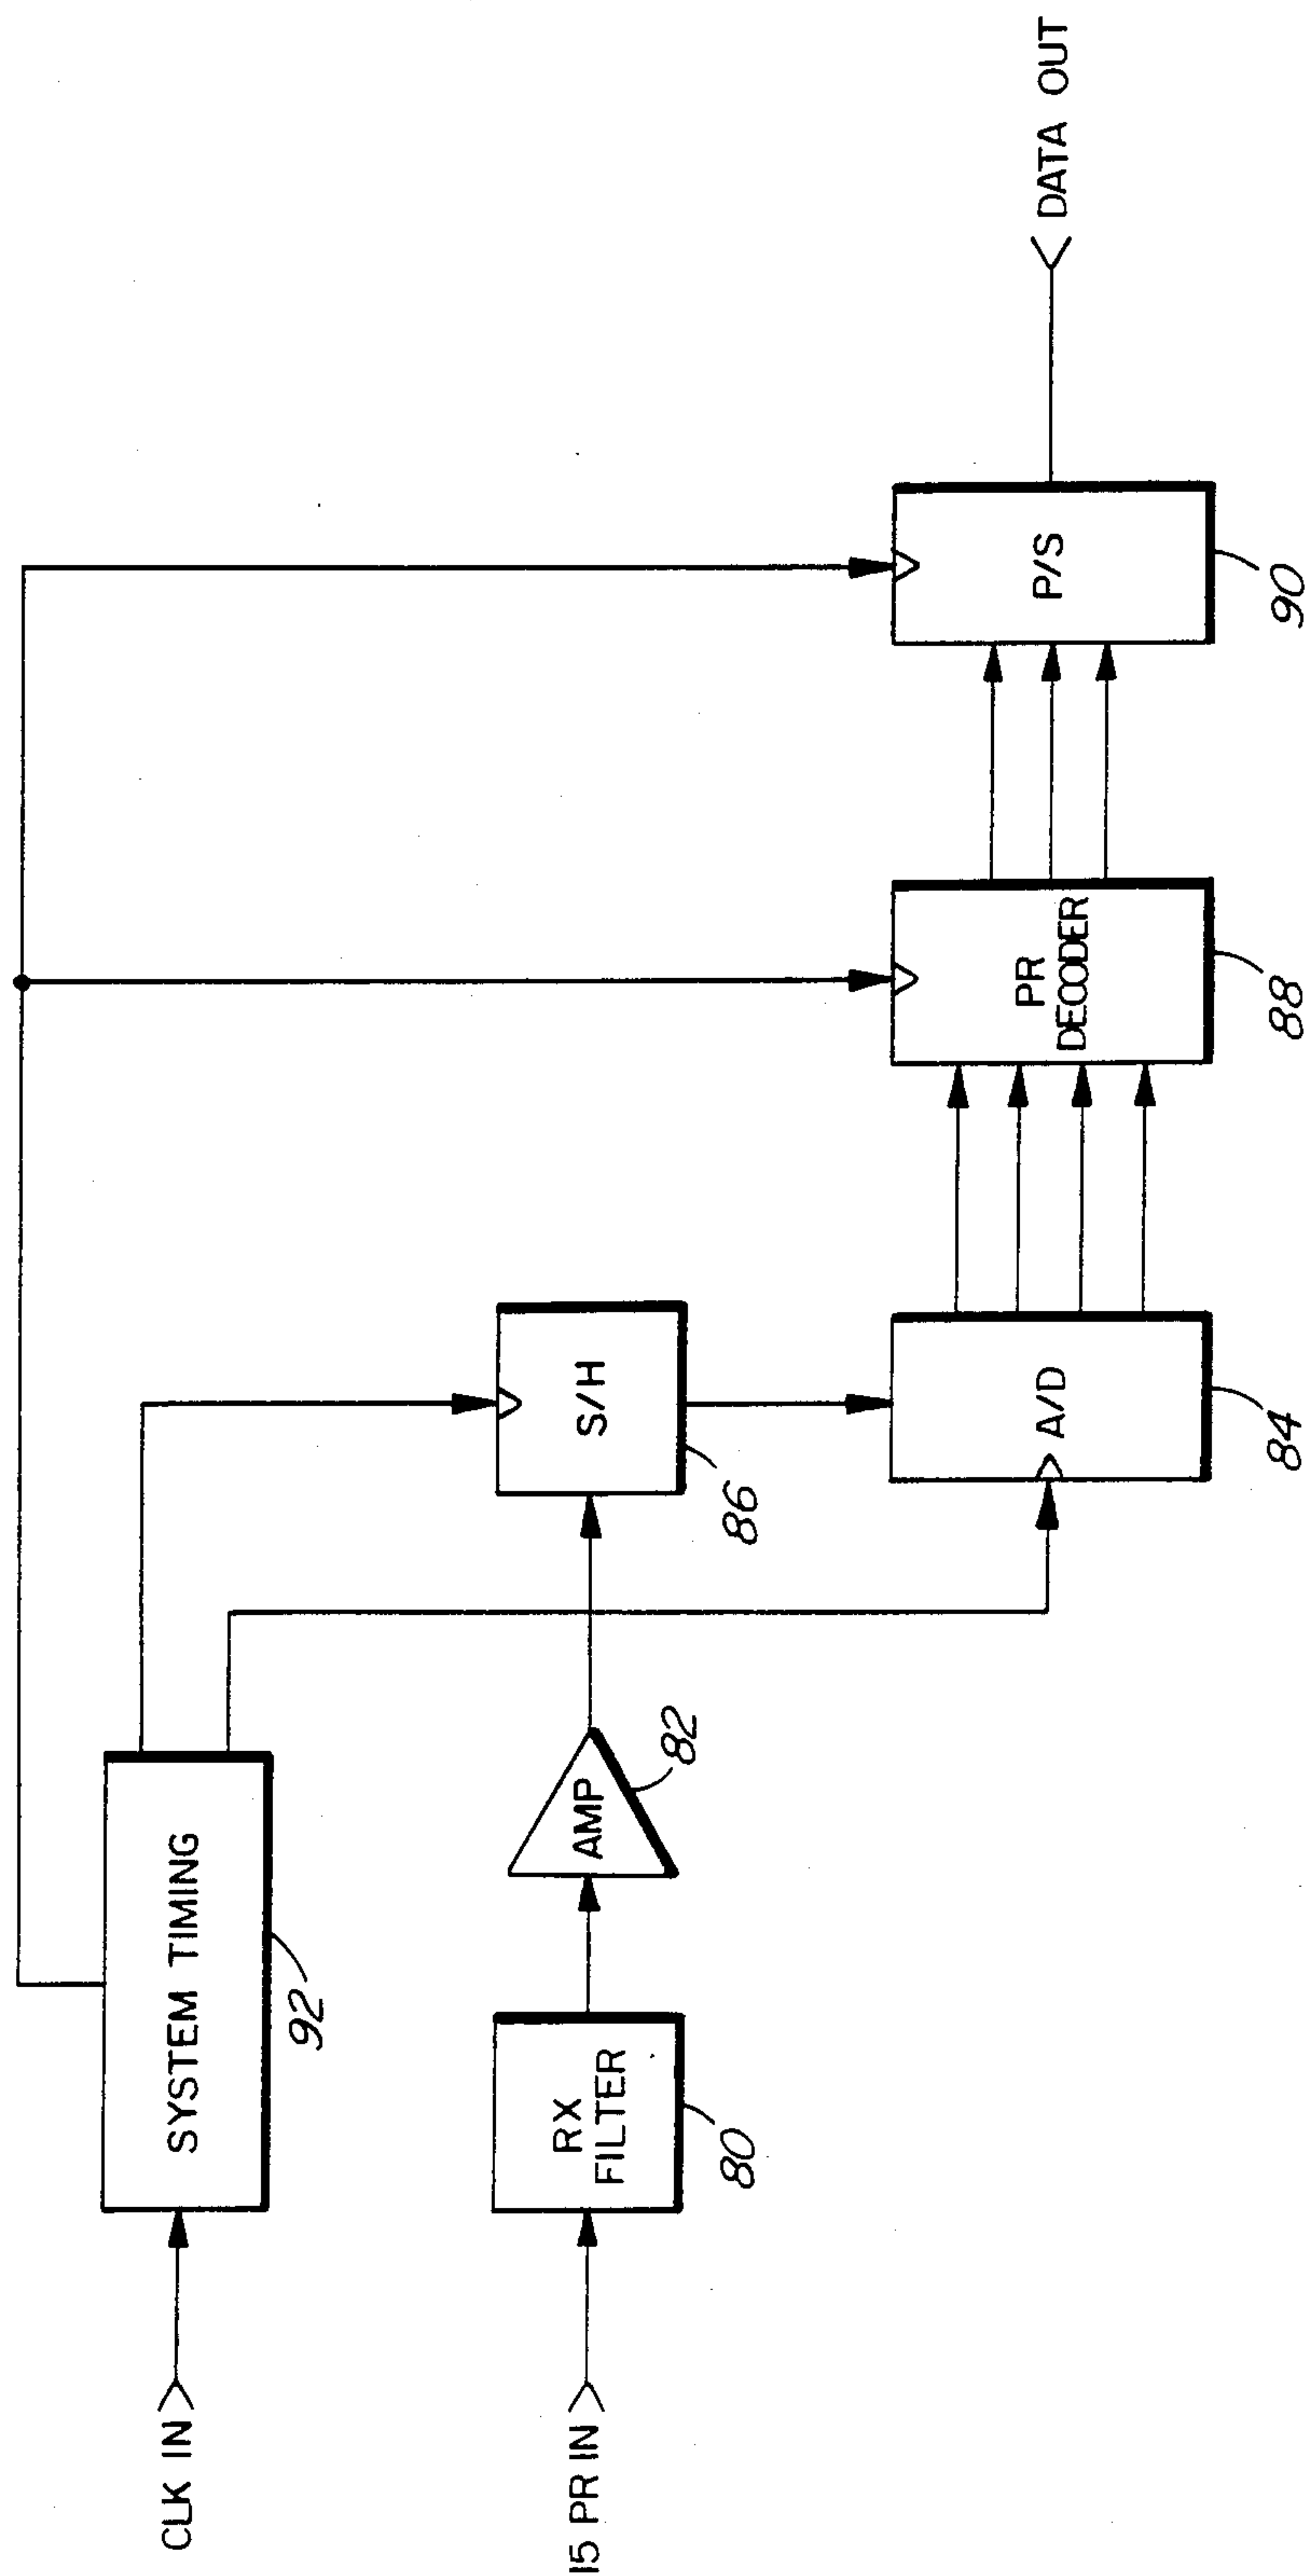 CLK IN
SYSTEM TIMING
92
15 PR IN
RX
FILTER
80
AMP
82
S/H
86
A/D
84
PR
DECODER
88
P/S
90
DATA OUT